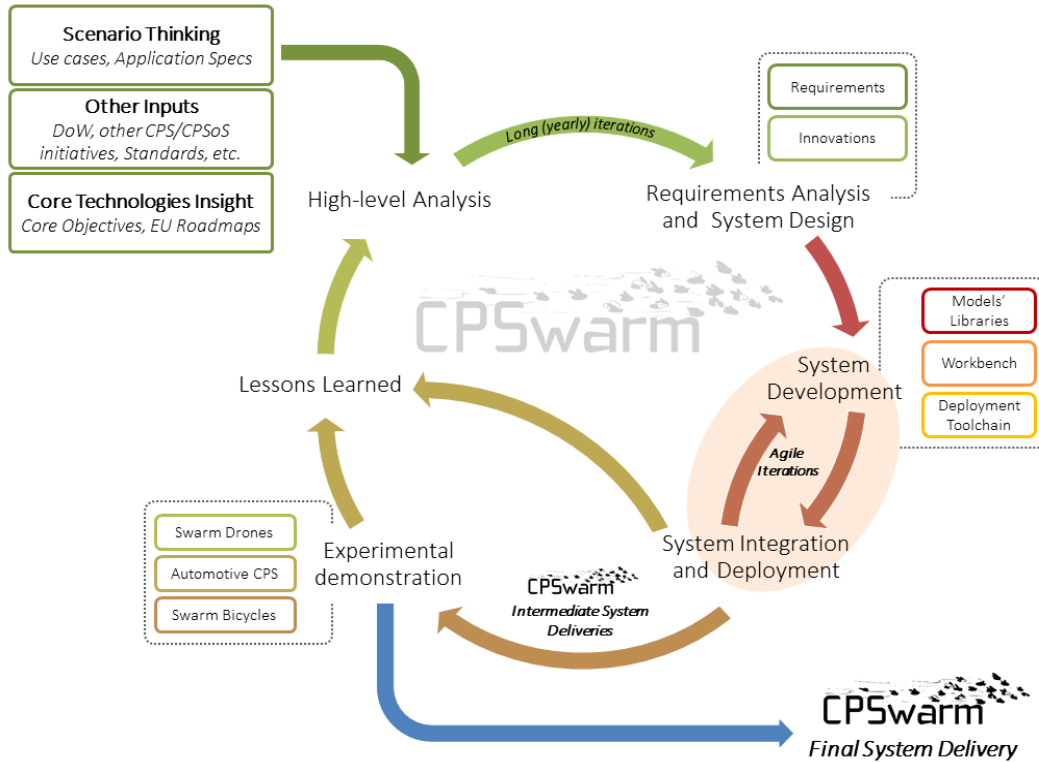 Scenario Thinking
Use cases, Application Specs
Other Inputs
DoW, other CPS/CPSoS
initiatives, Standards, etc.
Core Technologies Insight
Core Objectives, EU Roadmaps
Long (yearly) iterations
High-level Analysis
Requirements
Innovations
Requirements Analysis
and System Design
CPSwarm
Models'
Libraries
Workbench
Deployment
Toolchain
System
Development
Agile
Iterations
Lessons Learned
System Integration
and Deployment
Swarm Drones
Automotive CPS
Swarm Bicycles
Experimental
demonstration
CPSwarm
Intermediate System
Deliveries
CPSwarm
Final System Delivery